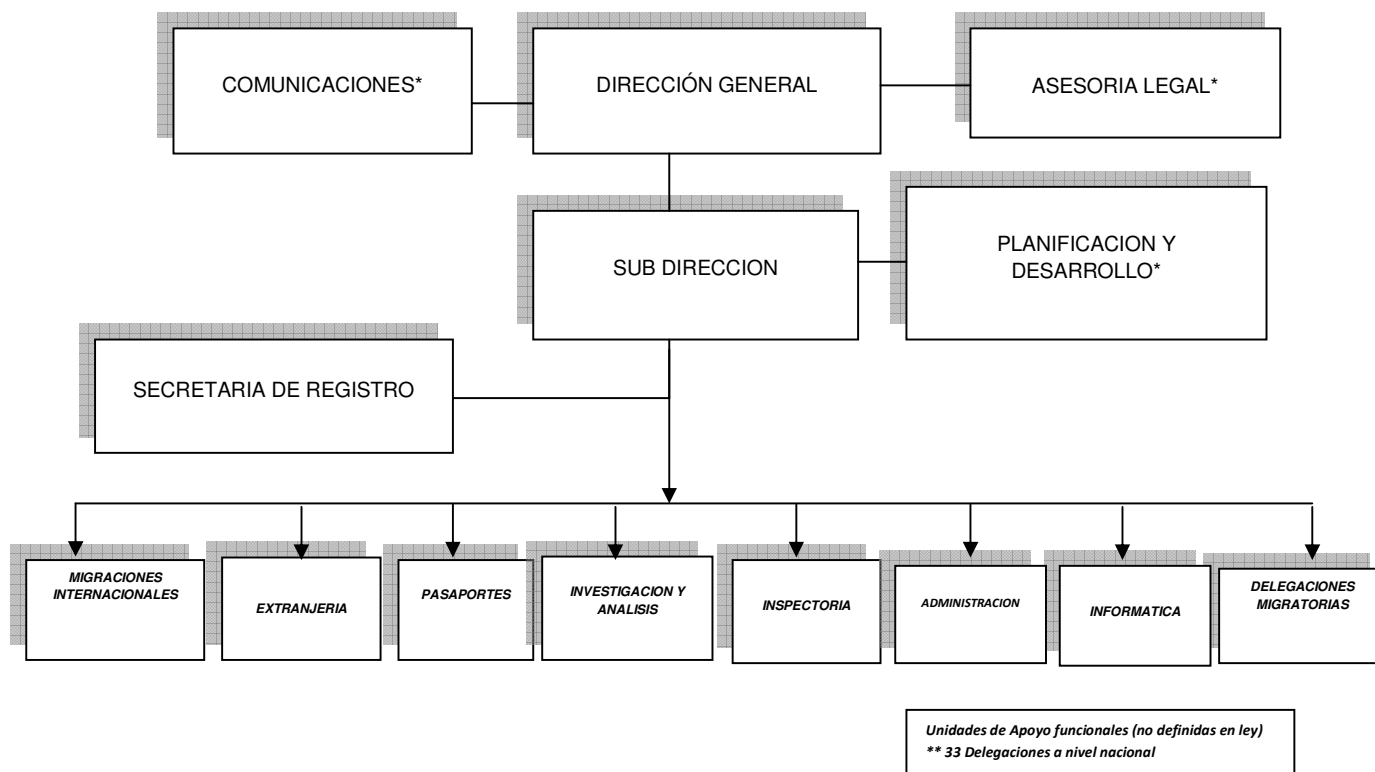 COMUNICACIONES*
DIRECCIÓN GENERAL
ASESORIA LEGAL*
SUB DIRECCION
PLANIFICACION Y
DESARROLLO*
SECRETARIA DE REGISTRO
MIGRACIONES
INTERNACIONALES
EXTRANJERIA
PASAPORTES
INVESTIGACION Y
ANALISIS
INSPECTORIA
ADMINISTRACION
INFORMATICA
DELEGACIONES
MIGRATORIAS
Unidades de Apoyo funcionales (no definidas en ley)
** 33 Delegaciones a nivel nacional